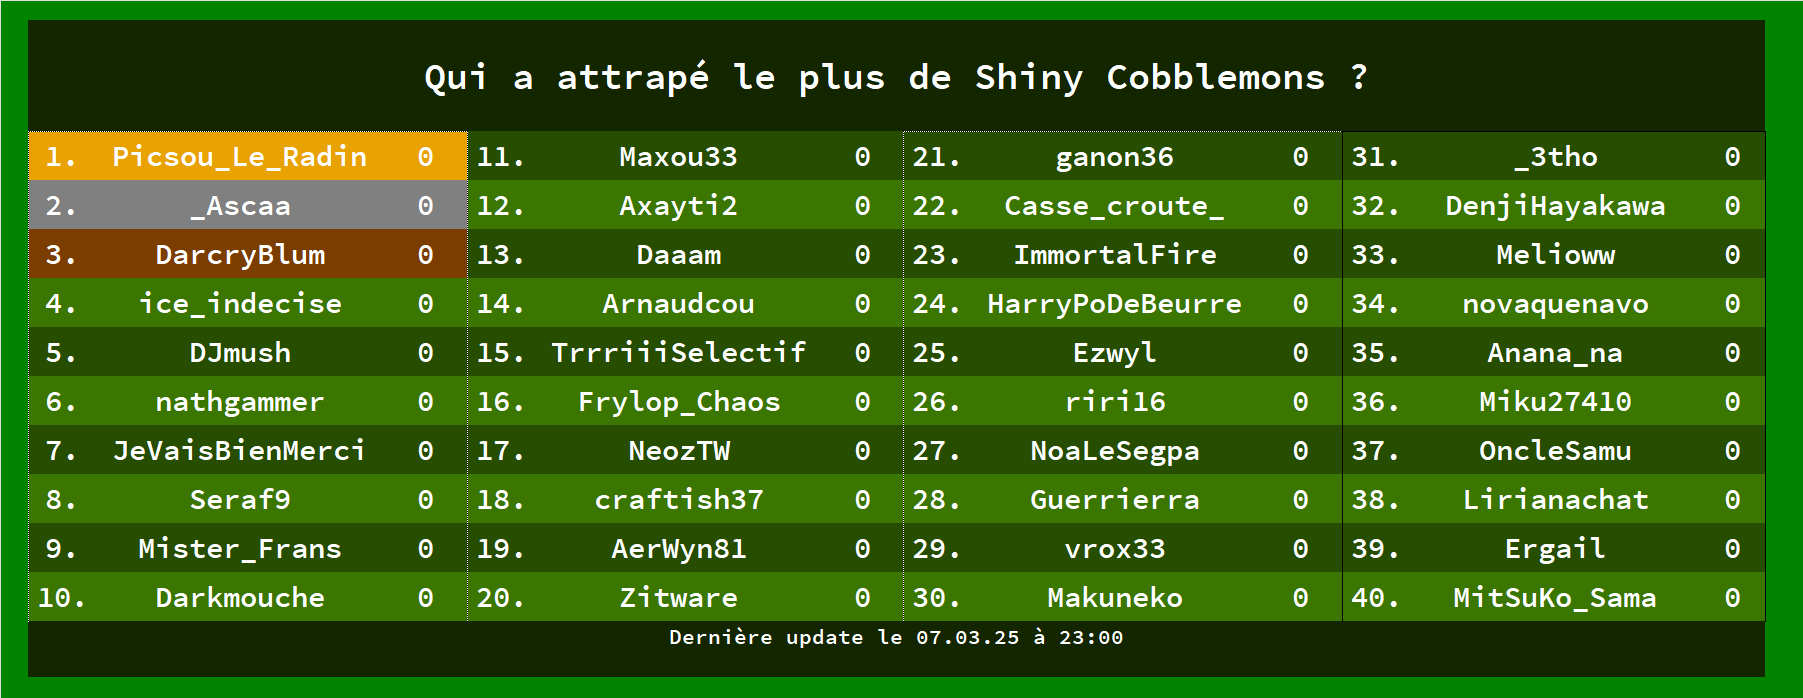 Qui a attrapé le plus de Shiny Cobblemons ?
1. Picsou_Le_Radin 0 11. Maxou33 0 21. ganon36 0 31. _3tho 0
2. _Ascaa 0 12. Axayti2 0 22. Casse_croute_ 0 32. DenjiHayakawa 0
3. DarcryBlum 0 13. Daaam 0 23. ImmortalFire 0 33. Melioww 0
4. ice_indecise 0 14. Arnaudcou 0 24. HarryPoDeBeurre 0 34. novaquenavo 0
5. DJmush 0 15. TrrriiiSelectif 0 25. Ezwyl 0 35. Anana_na 0
6. nathgammer 0 16. Frylop_Chaos 0 26. riri16 0 36. Miku27410 0
7. JeVaisBienMerci 0 17. NeozTW 0 27. NoaLeSegpa 0 37. OncleSamu 0
8. Seraf9 0 18. craftish37 0 28. Guerrierra 0 38. Lirianachat 0
9. Mister_Frans 0 19. AerWyn81 0 29. vrox33 0 39. Ergail 0
10. Darkmouche 0 20. Zitware 0 30. Makuneko 0 40. MitSuKo_Sama 0
Dernière update le 07.03.25 à 23:00